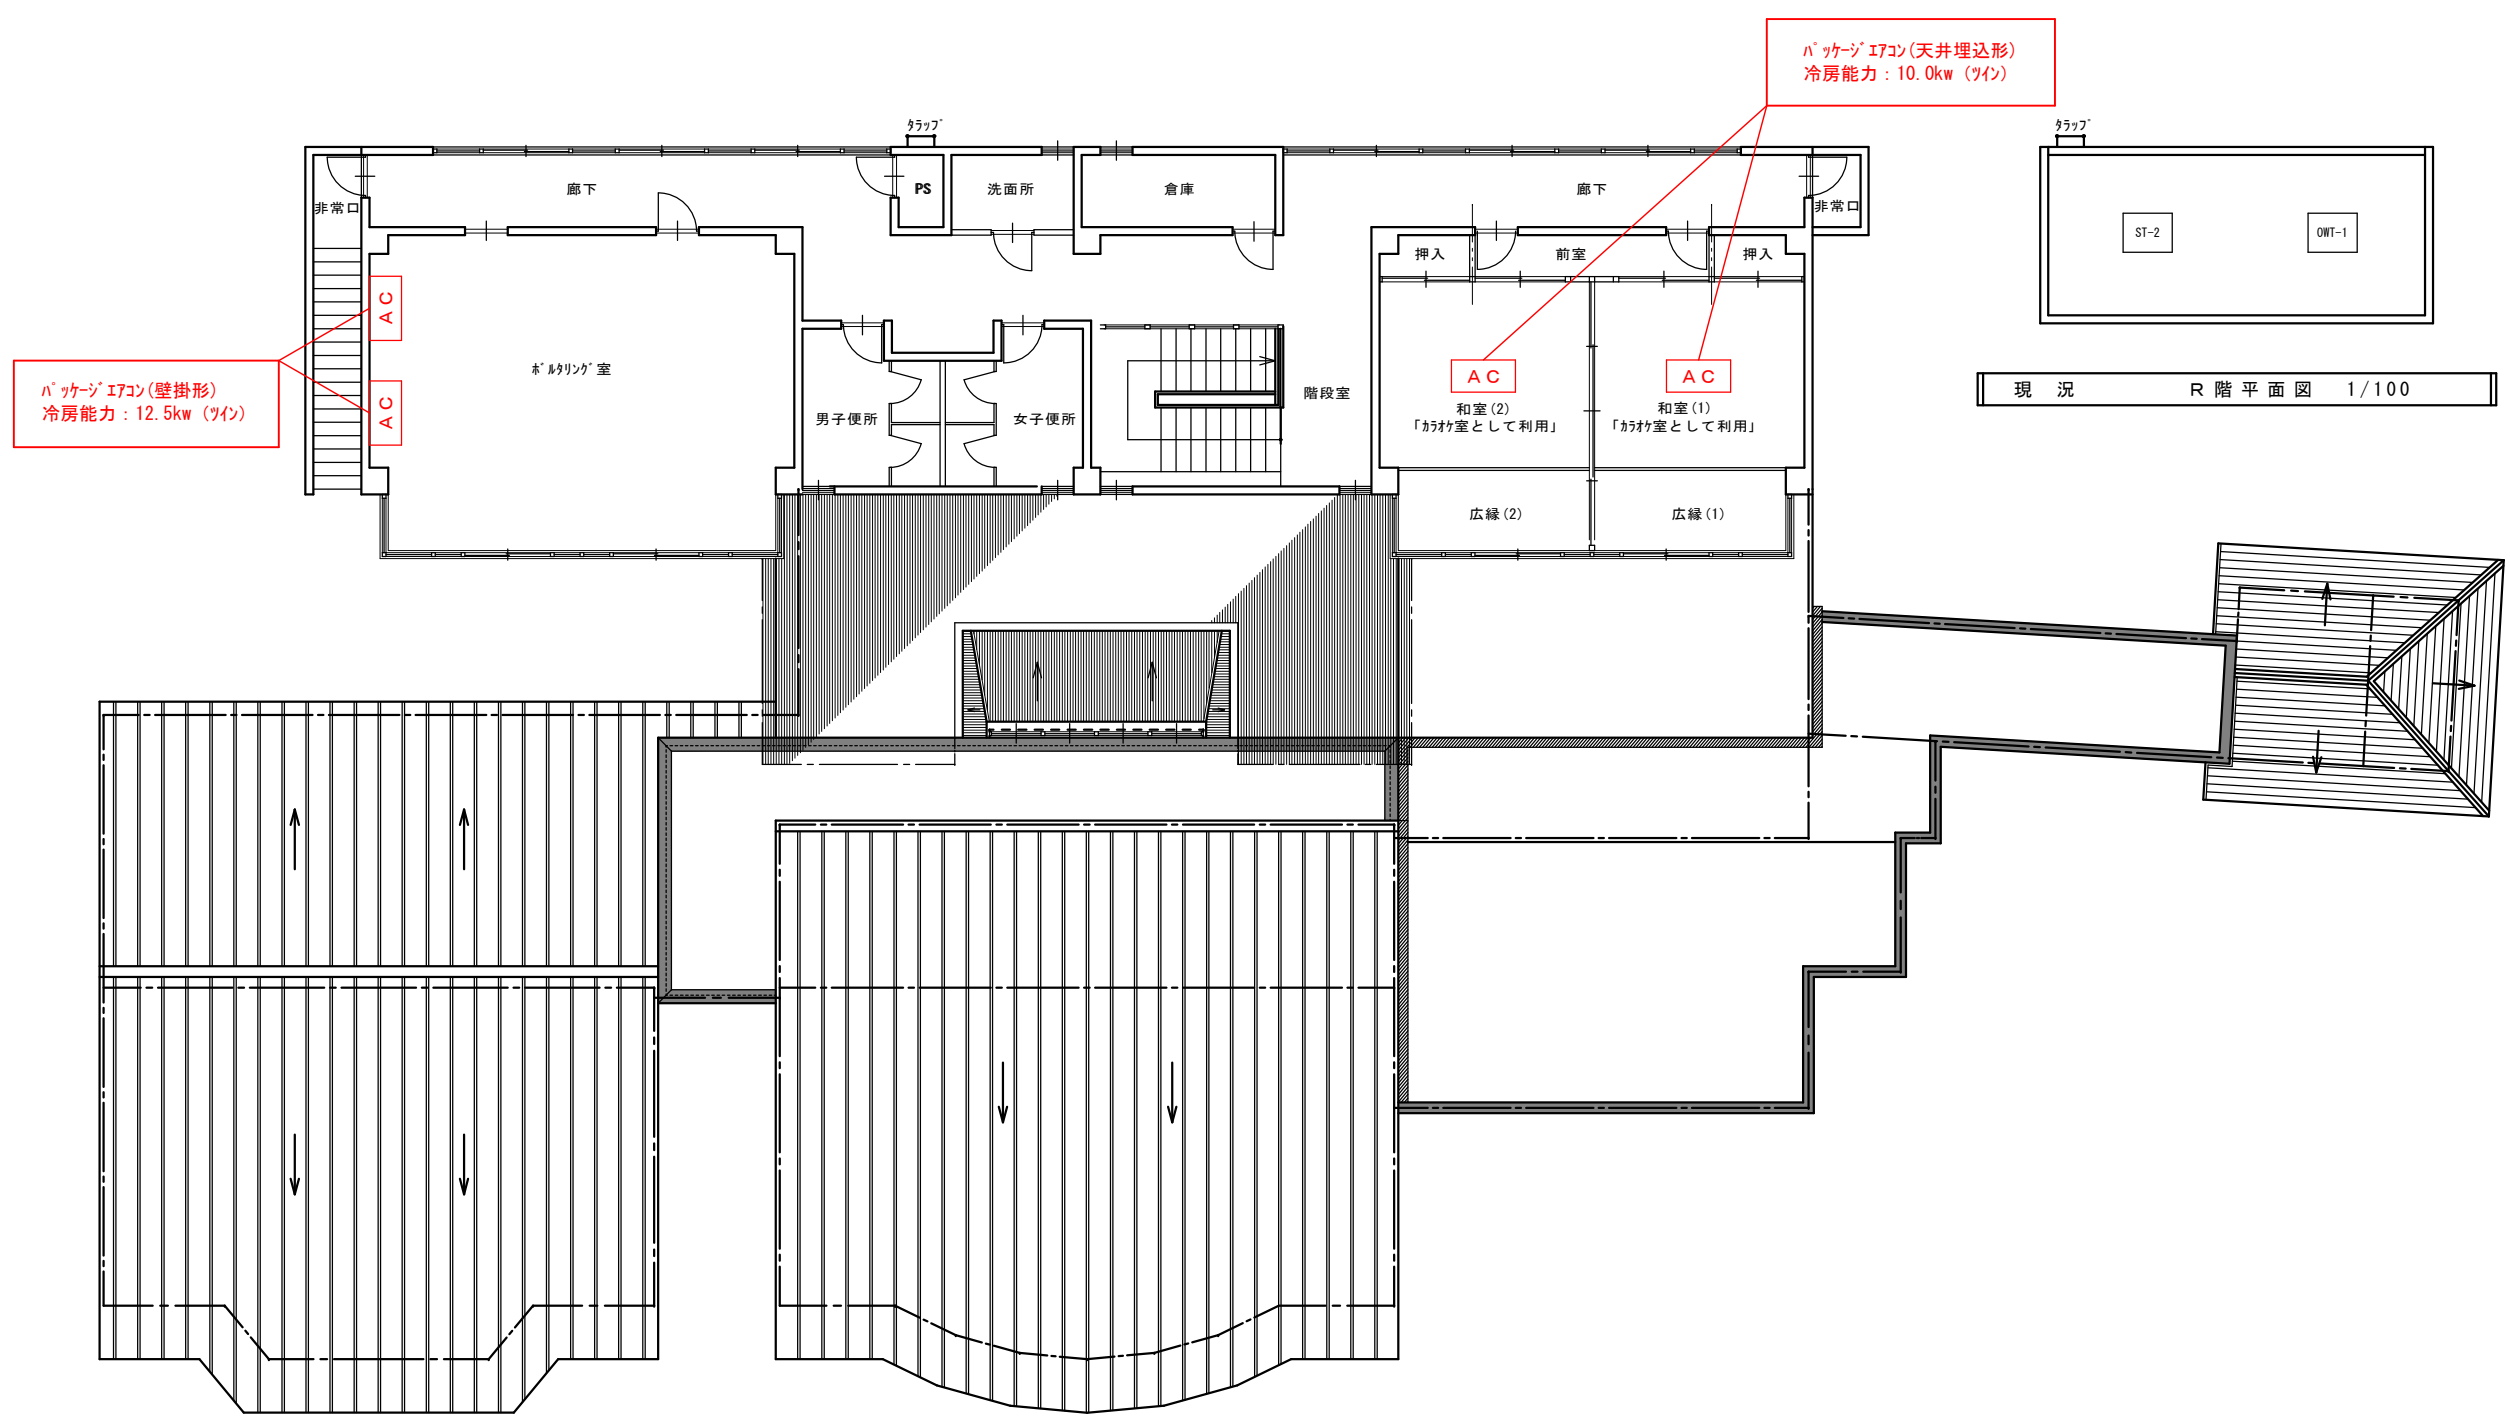 ﾊﾟｯｹｰｼﾞｴｱｺﾝ(天井埋込形)
冷房能力：10.0kw (ﾂｲﾝ)
ﾀﾗｯﾌﾟ
ﾀﾗｯﾌﾟ
廊下
PS
洗面所
倉庫
廊下
非常口
非常口
ST-2
OWT-1
押入
前室
押入
AC
AC
ﾎﾞﾙﾀﾘﾝｸﾞ室
ﾊﾟｯｹｰｼﾞｴｱｺﾝ(壁掛形)
冷房能力：12.5kw (ﾂｲﾝ)
AC
AC
現況 R階平面図 1/100
階段室
男子便所
女子便所
和室(2)
「ｶﾗｵｹ室として利用」
和室(1)
「ｶﾗｵｹ室として利用」
広縁(2)
広縁(1)